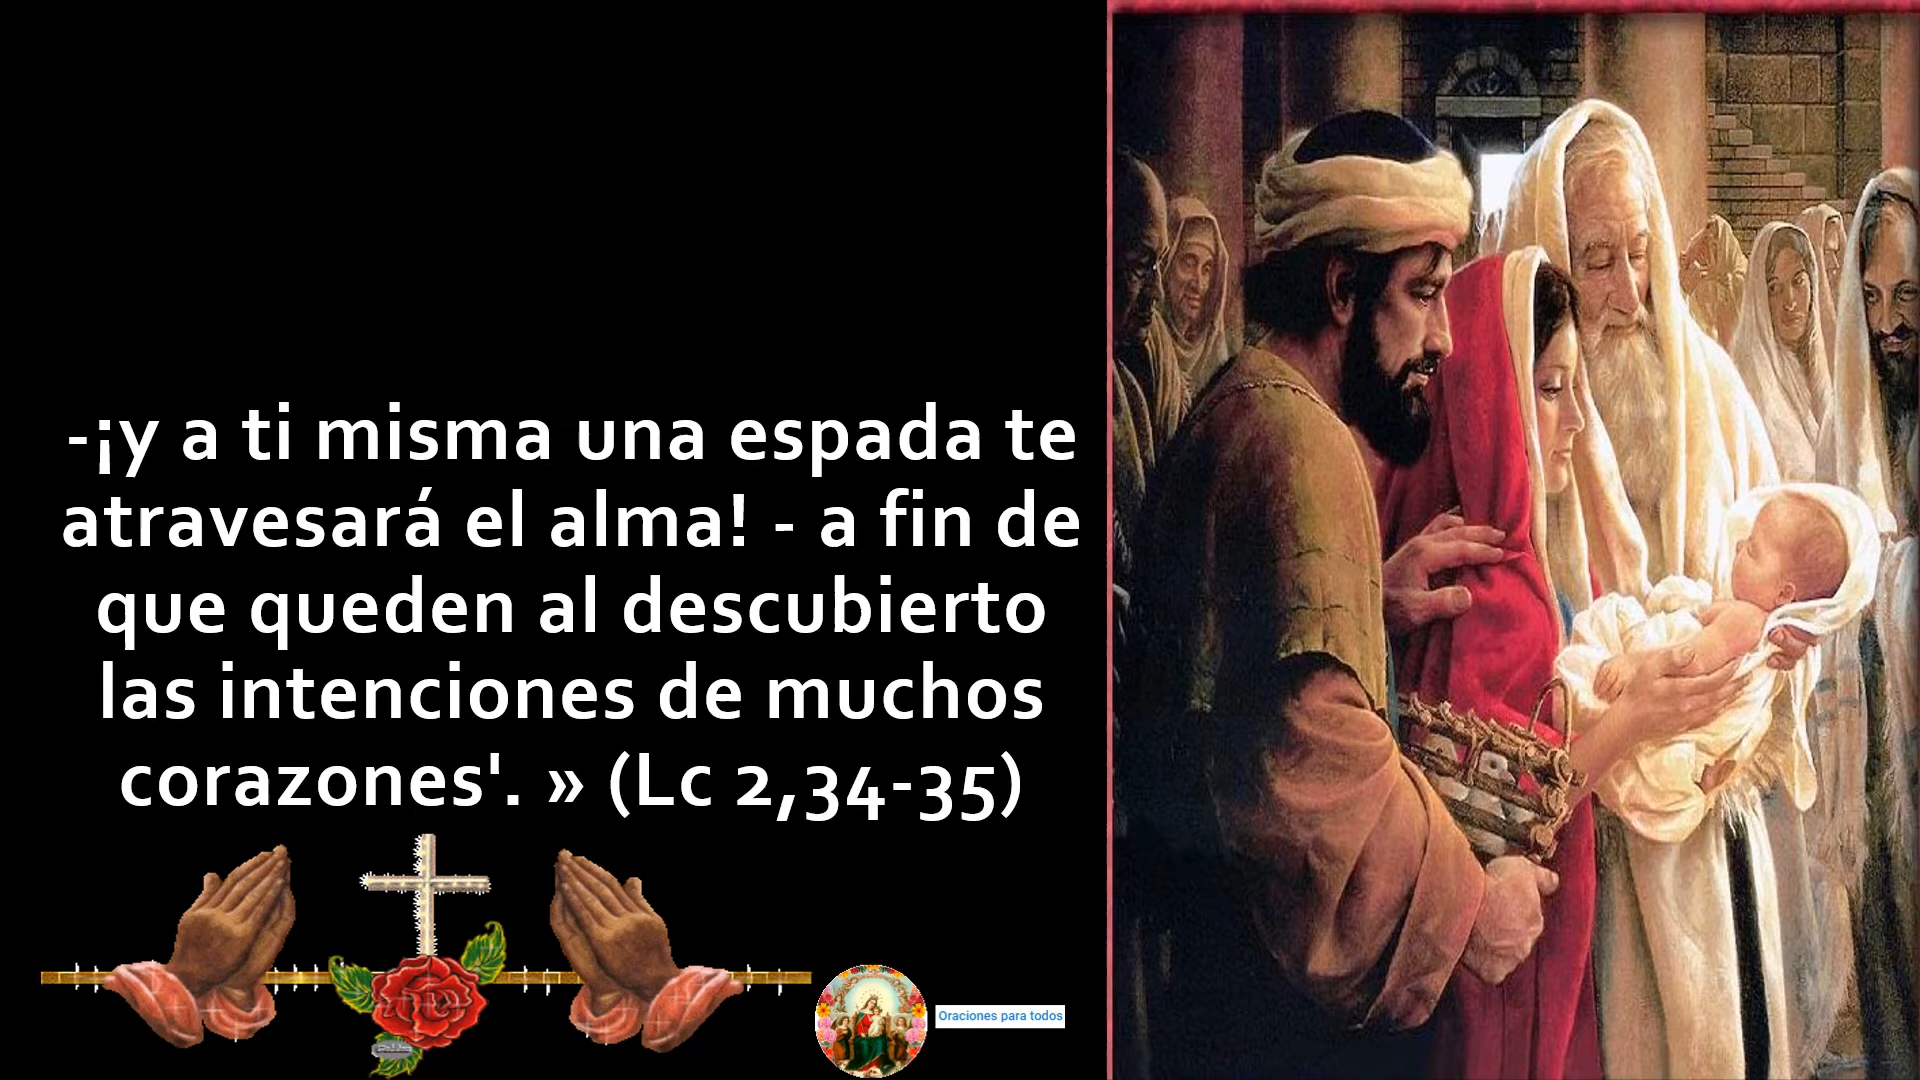 -¡y a ti misma una espada te
atravesará el alma! - a fin de
que queden al descubierto
las intenciones de muchos
corazones'. » (Lc 2,34-35)
Oraciones para todos